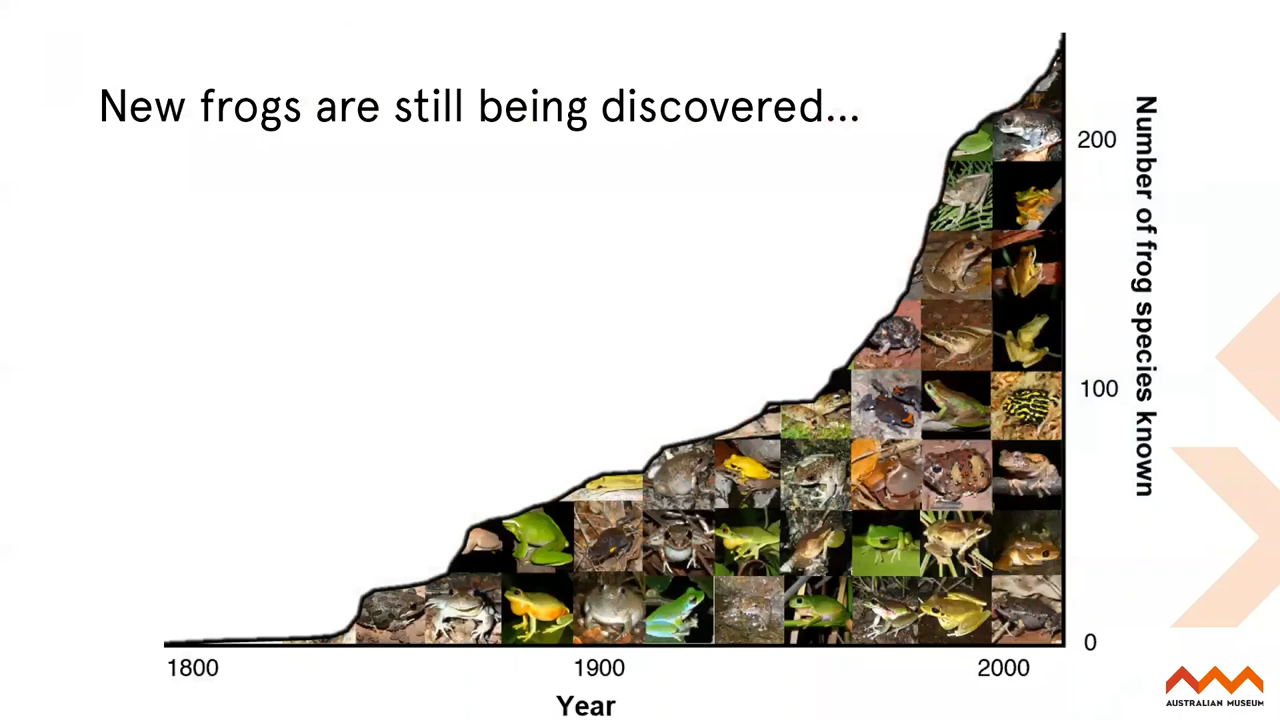 New frogs are still being discovered...
200
100
0
Number of frog species known
1800
1900
2000
Year
AUSTRALIAN MUSEUM